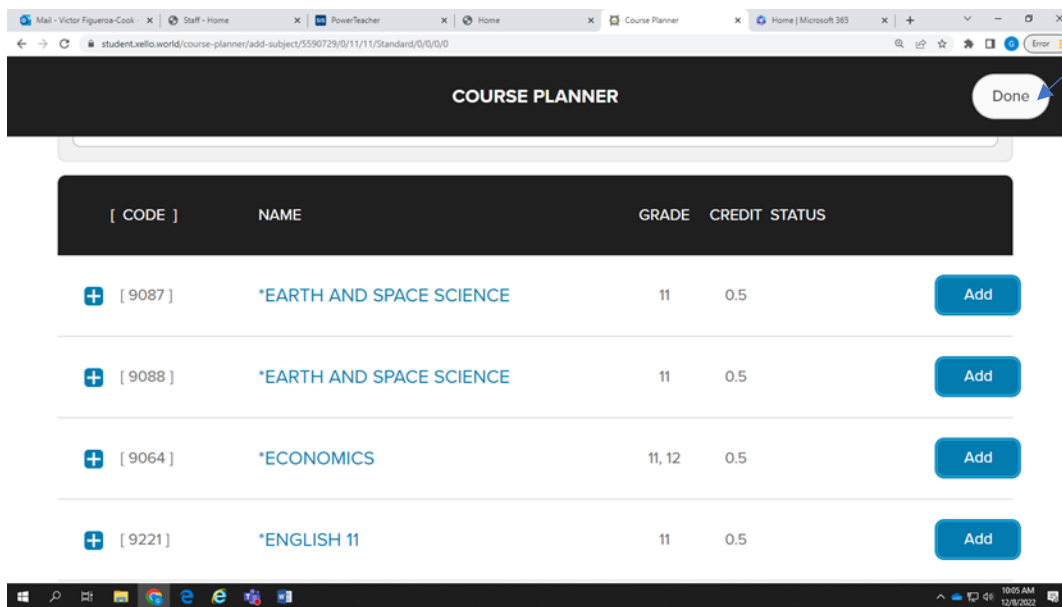 Mail - Victor Figueroa-Cook - Staff - Home PowerTeacher Home Course Planner Home | Microsoft 365
student.xello.world/course-planner/add-subject/5590729/0/11/11/Standard/0/0/0/0 Error
COURSE PLANNER Done
[ CODE ] NAME GRADE CREDIT STATUS
[ 9087 ] *EARTH AND SPACE SCIENCE 11 0.5 Add
[ 9088 ] *EARTH AND SPACE SCIENCE 11 0.5 Add
[ 9064 ] *ECONOMICS 11, 12 0.5 Add
[ 9221 ] *ENGLISH 11 11 0.5 Add
10:05 AM
12/8/2022